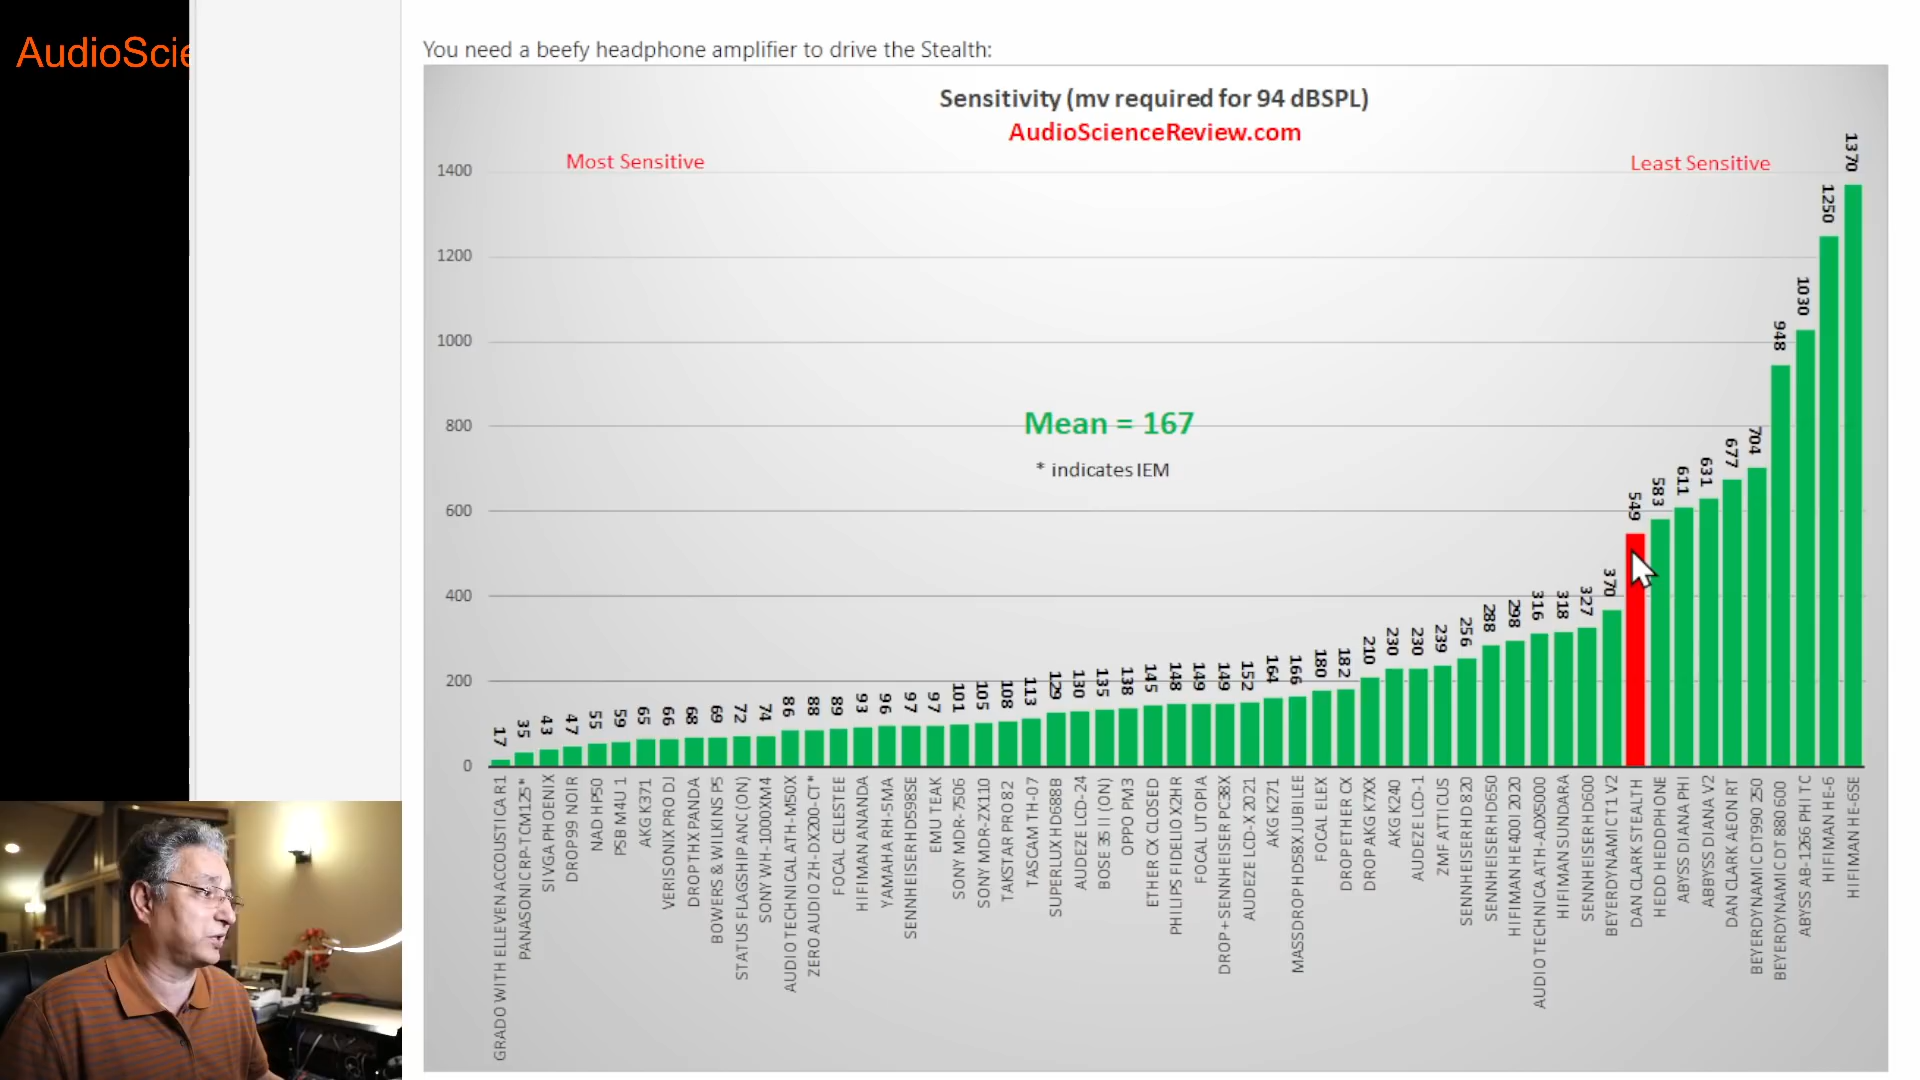 AudioScie
You need a beefy headphone amplifier to drive the Stealth:
Sensitivity (mv required for 94 dBSPL)
AudioScienceReview.com
Most Sensitive
Least Sensitive
Mean = 167
* indicates IEM
1400
1200
1000
800
600
400
200
0
17
35
43
47
55
59
65
66
68
69
72
74
86
88
89
93
96
97
97
101
105
108
113
129
130
135
138
145
148
149
149
152
164
166
180
182
210
230
230
239
256
288
298
316
318
327
370
549
583
611
631
677
704
948
1030
1250
1370
GRADO WITH ELLEVEN ACCOUSTICA R1
PANASONIC RP-TCM125*
SIVGA PHOENIX
DROP 99 NOIR
NAD HP50
PSB M4U 1
AKG K371
VERISONIX PRO DJ
DROP THX PANDA
BOWERS & WILKINS P5
STATUS FLAGSHIP ANC (ON)
SONY WH-1000XM4
AUDIO TECHNICAL ATH-M50X
ZERO AUDIO ZH-DX200-CT*
FOCAL CELESTEE
HIFIMAN ANANDA
YAMAHA RH-5MA
SENNHEISER HD598SE
EMU TEAK
SONY MDR-7506
SONY MDR-ZX110
TAKSTAR PRO 82
TASCAM TH-07
SUPERLUX HD688B
AUDEZE LCD-24
BOSE 35 II (ON)
OPPO PM3
ETHER CX CLOSED
PHILIPS FIDELIO X2HR
FOCAL UTOPIA
DROP + SENNHEISER PC38X
AUDEZE LCD-X 2021
AKG K271
MASSDROP HD58X JUBILEE
FOCAL ELEX
DROP ETHER CX
DROP AKG K7XX
AKG K240
AUDEZE LCD-1
ZMF ATTICUS
SENNHEISER HD 820
SENNHEISER HD650
HIFIMAN HE400I 2020
AUDIO TECHNICA ATH-ADX5000
HIFIMAN SUNDARA
SENNHEISER HD600
BEYERDYNAMIC T1 V2
DAN CLARK STEALTH
HEDD HEDDPHONE
ABYSS DIANA PHI
ABBYSS DIANA V2
DAN CLARK AEON RT
BEYERDYNAMIC DT990 250
BEYERDYNAMIC DT 880 600
ABYSS AB-1266 PHI TC
HIFIMAN HE-6
HIFIMAN HE-6SE